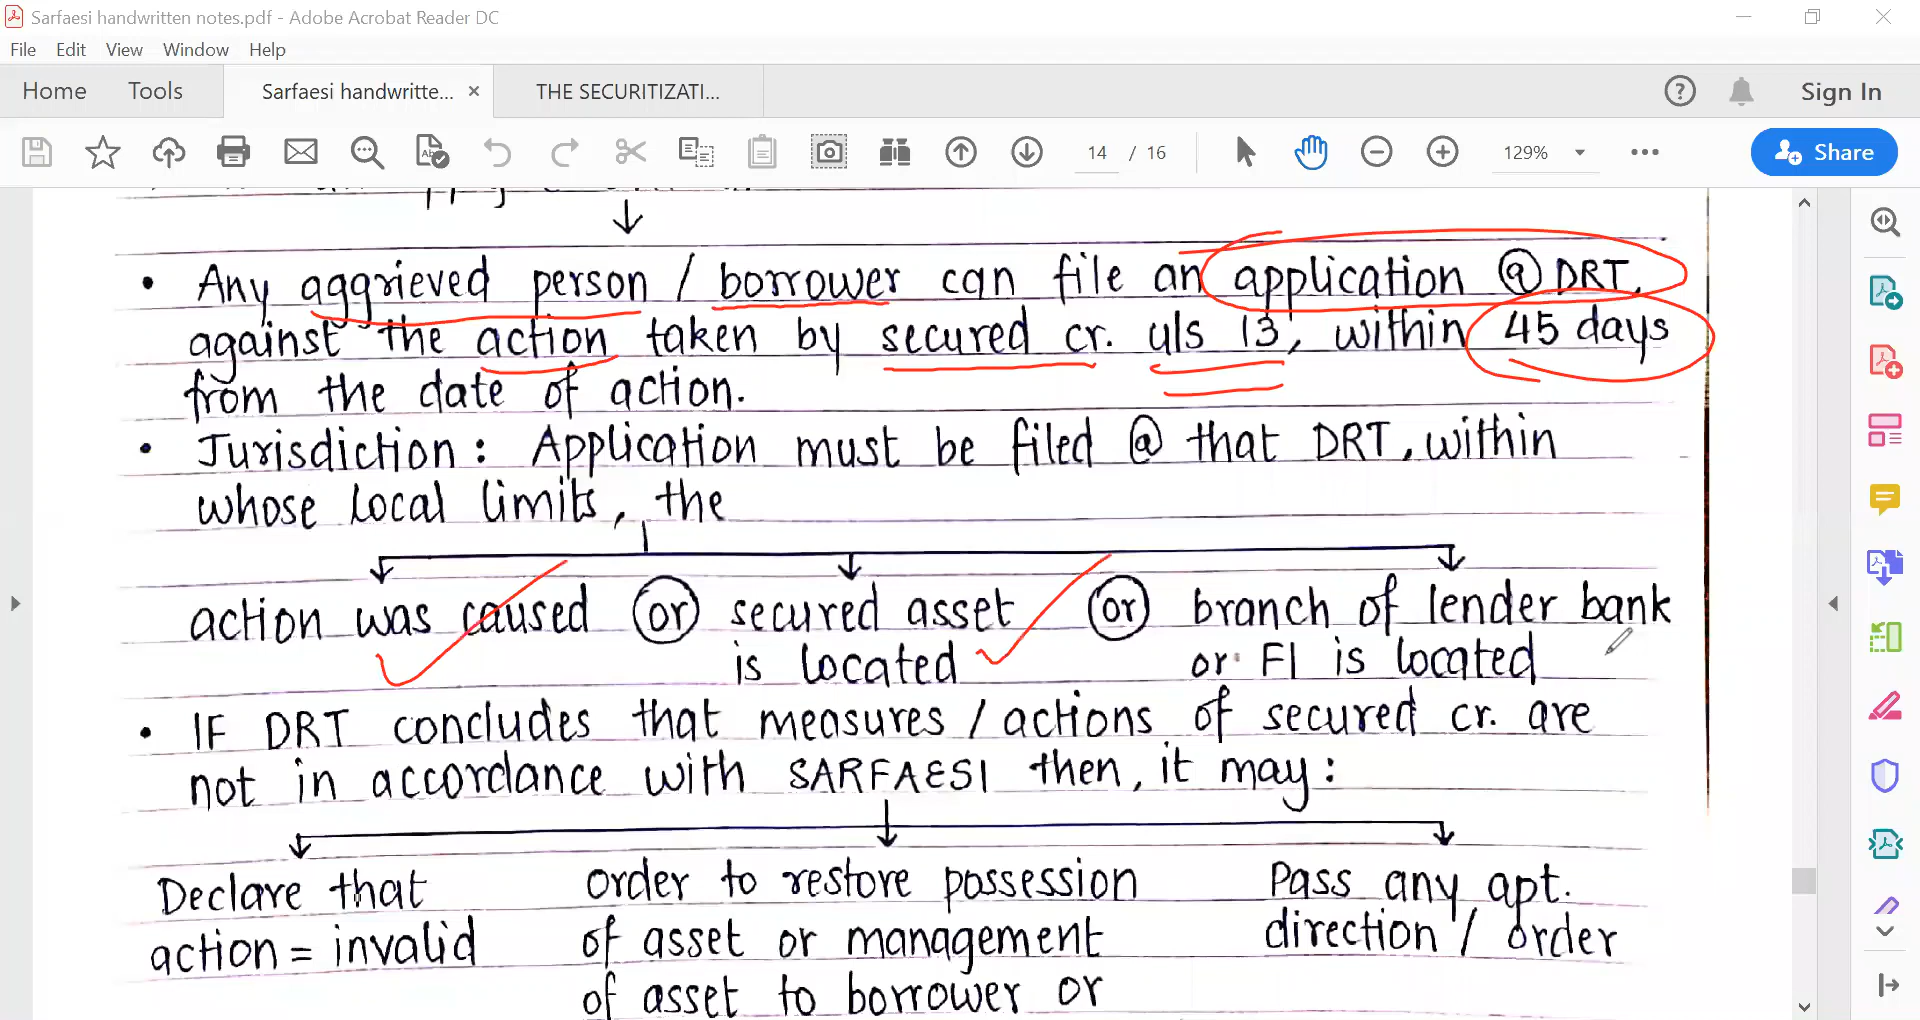 Sarfaesi handwritten notes.pdf - Adobe Acrobat Reader DC
File Edit View Window Help
Home Tools Sarfaesi handwritte... × THE SECURITIZATI... Sign In
14 / 16 129% Share
• Any aggrieved person / borrower can file an application @ DRT,
against the action taken by secured cr. u/s 13, within 45 days
from the date of action.
• Jurisdiction : Application must be filed @ that DRT, within
whose local limits, the
action was caused or secured asset or branch of lender bank
is located or FI is located
• IF DRT concludes that measures / actions of secured cr. are
not in accordance with SARFAESI then, it may :
Declare that order to restore possession Pass any apt.
action = invalid of asset or management direction / order
of asset to borrower or